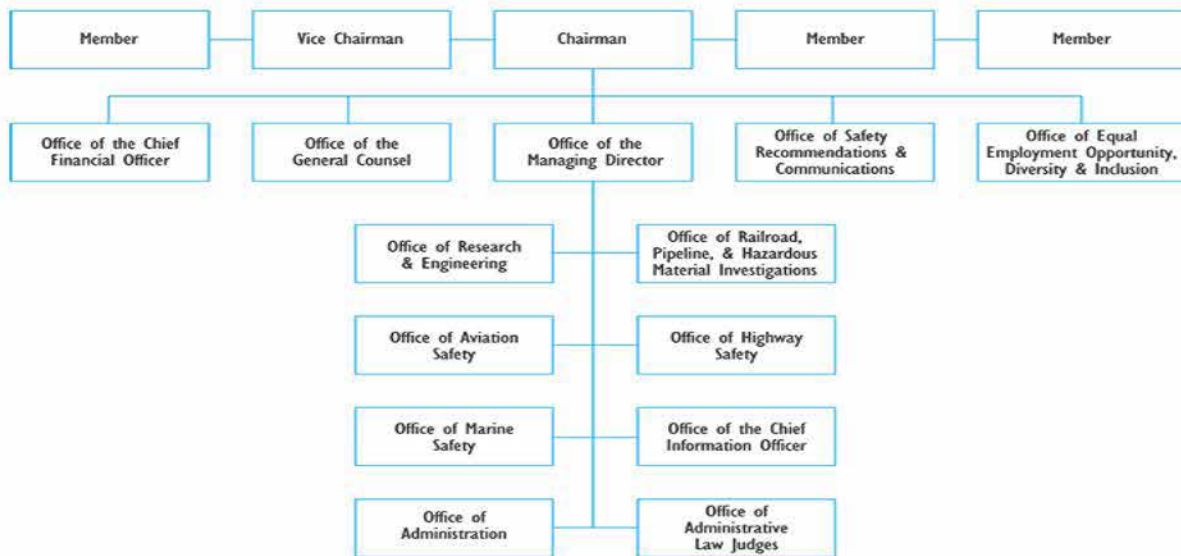 Member
Vice Chairman
Chairman
Member
Member
Office of the Chief
Financial Officer
Office of the
General Counsel
Office of the
Managing Director
Office of Safety
Recommendations &
Communications
Office of Equal
Employment Opportunity,
Diversity & Inclusion
Office of Research
& Engineering
Office of Railroad,
Pipeline, & Hazardous
Material Investigations
Office of Aviation
Safety
Office of Highway
Safety
Office of Marine
Safety
Office of the Chief
Information Officer
Office of
Administration
Office of
Administrative
Law Judges